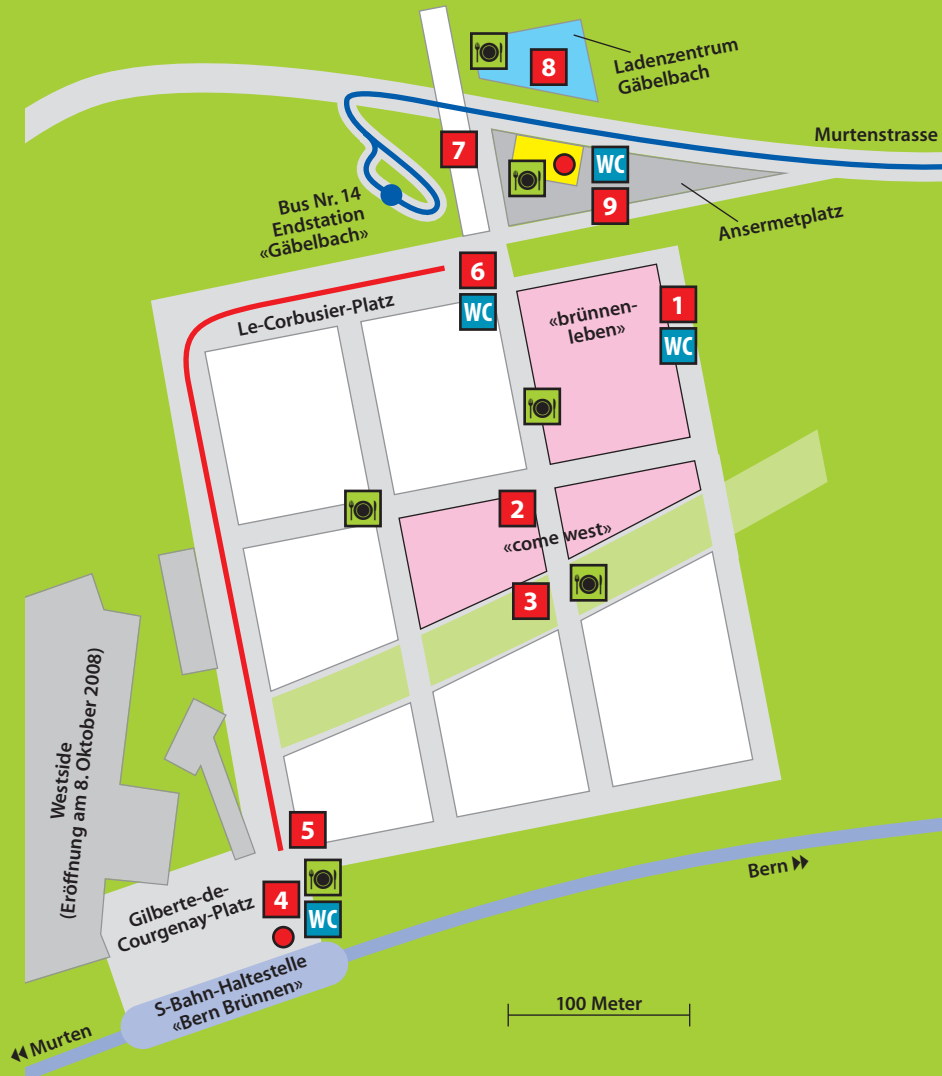 8
Ladenzentrum
Gäbelbach
Murtenstrasse
7
WC
9
Bus Nr. 14
Endstation
«Gäbelbach»
Ansermetplatz
6
WC
Le-Corbusier-Platz
«brünnen-
leben»
1
WC
2
«come west»
3
Westside
(Eröffnung am 8. Oktober 2008)
5
4
WC
Gilberte-de-
Courgenay-Platz
Bern
S-Bahn-Haltestelle
«Bern Brünnen»
100 Meter
Murten